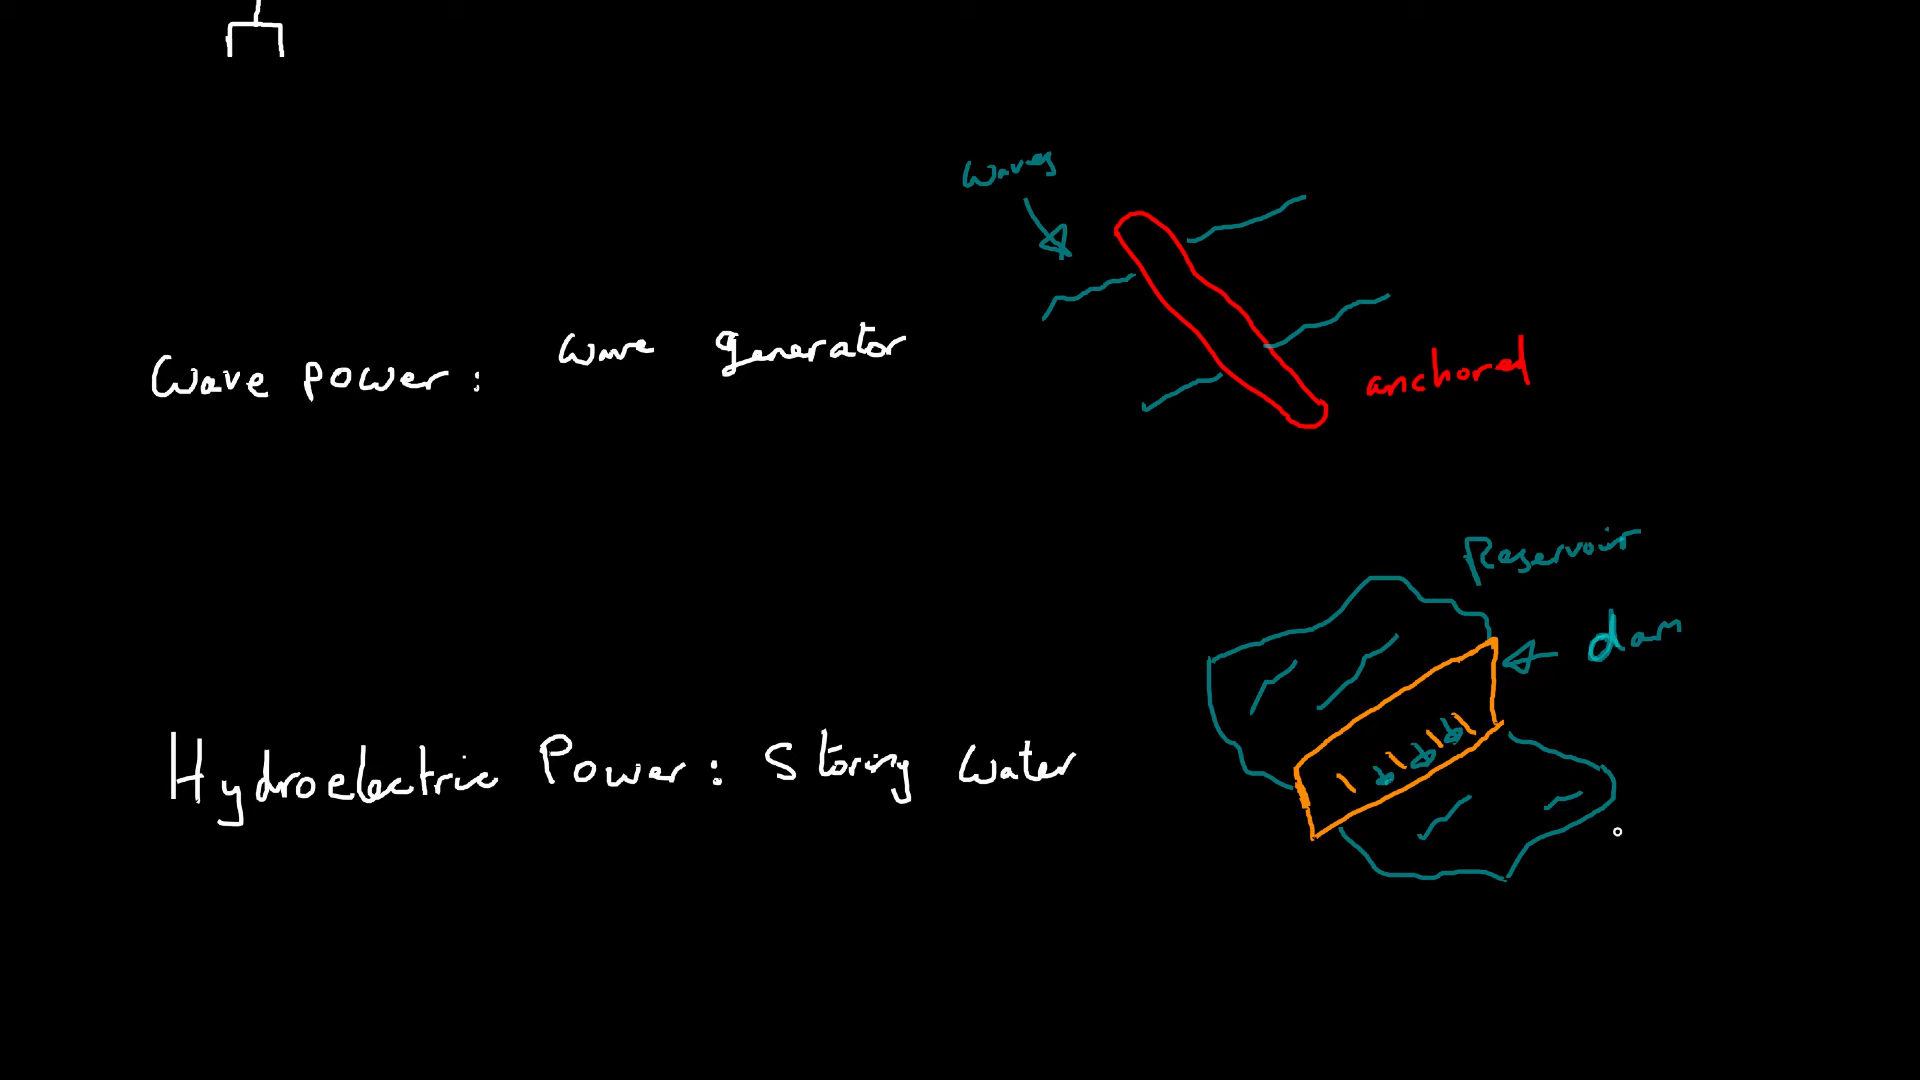 waves
wave power: wave generator
anchored
Reservoir
dam
Hydroelectric Power: Storing water